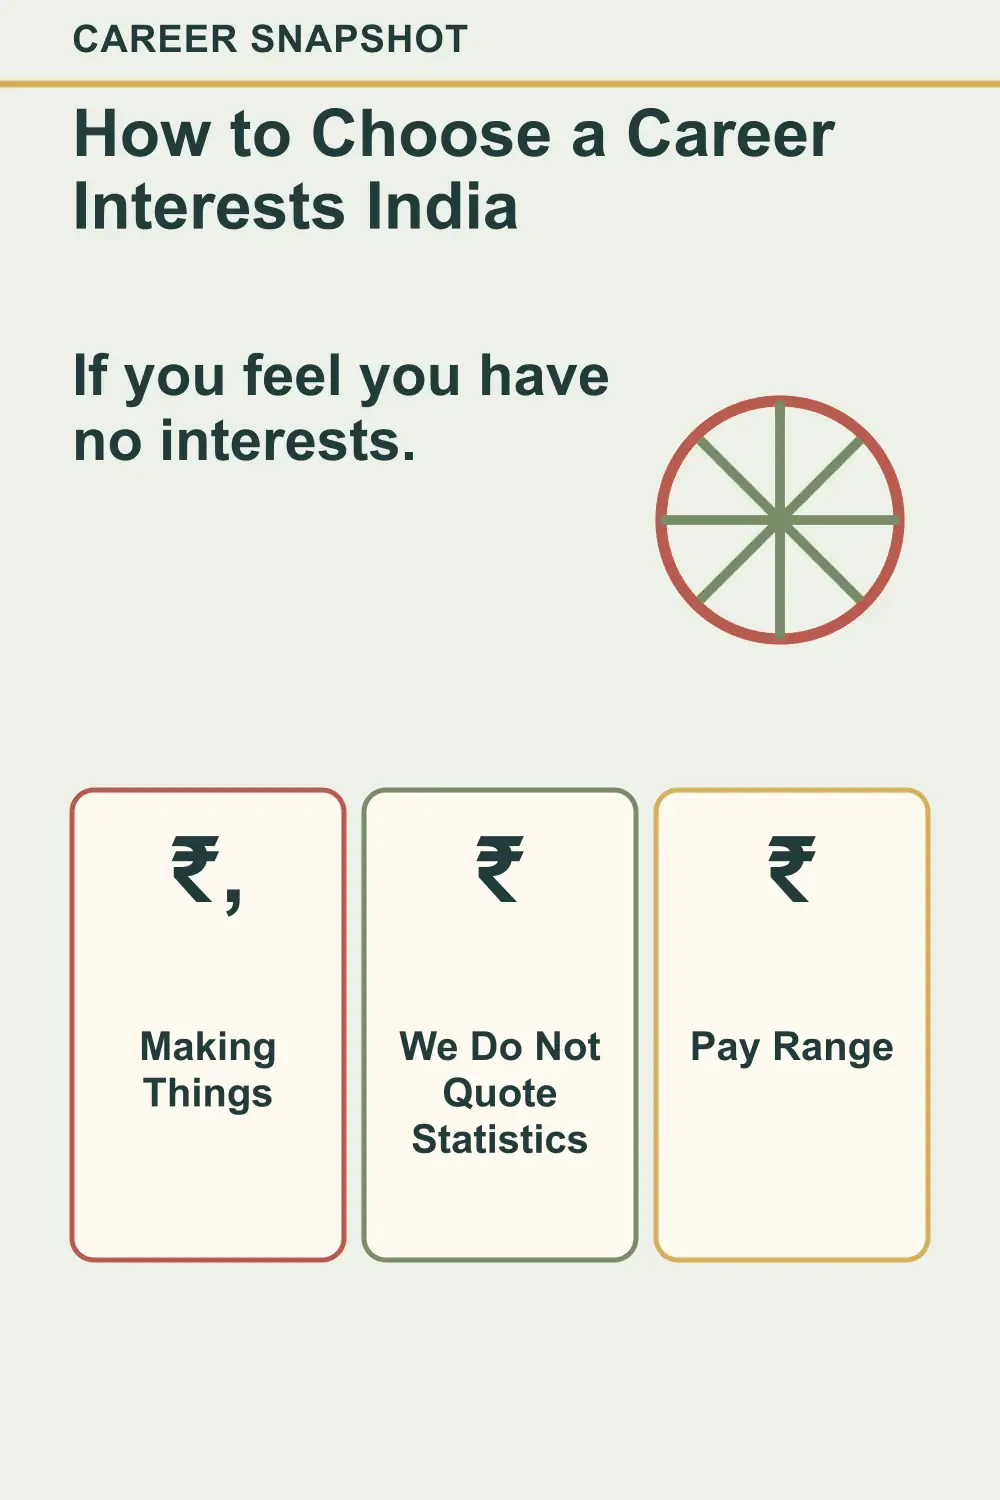 CAREER SNAPSHOT
How to Choose a Career
Interests India
If you feel you have
no interests.
₹,
Making
Things
₹
We Do Not
Quote
Statistics
₹
Pay Range